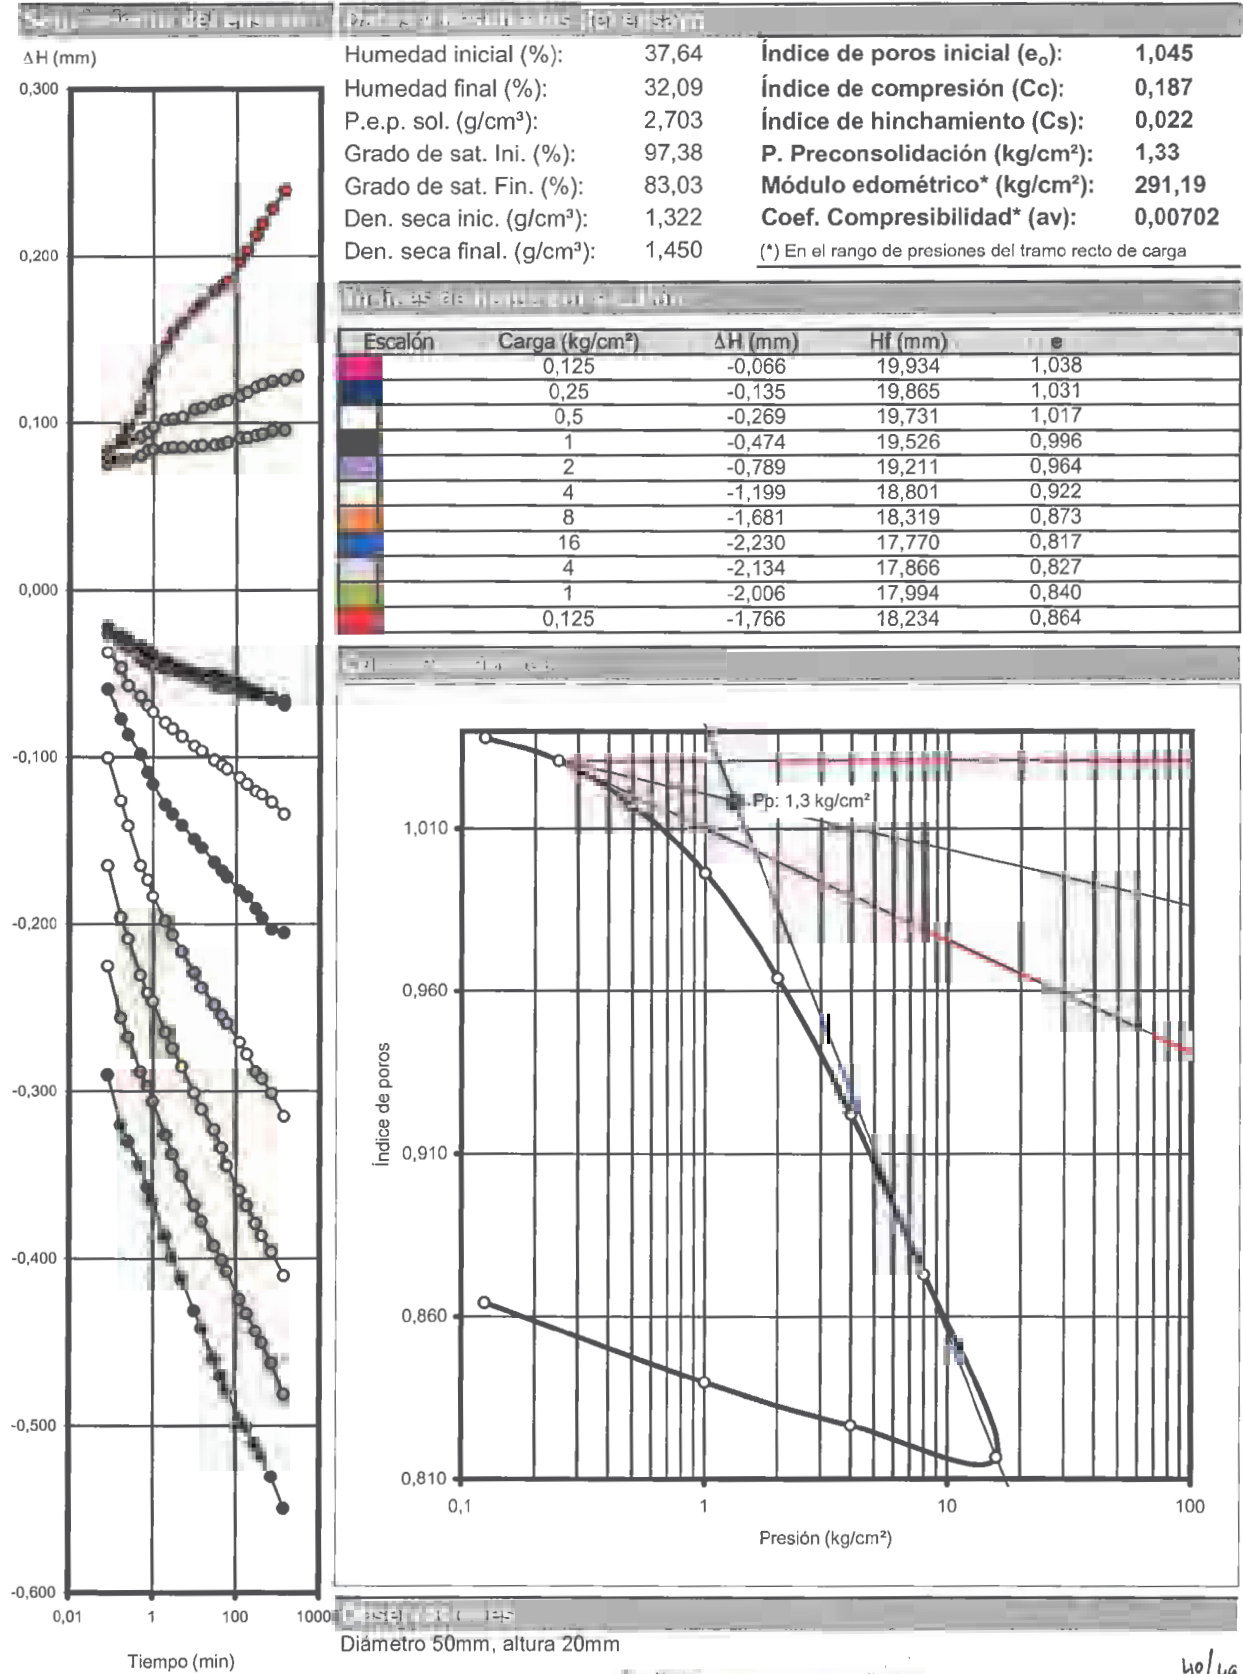 ΔH (mm)
0,300
0,200
0,100
0,000
-0,100
-0,200
-0,300
-0,400
-0,500
-0,600
0,01
1
100
1000
Tiempo (min)
Humedad inicial (%): 37,64
Humedad final (%): 32,09
P.e.p. sol. (g/cm³): 2,703
Grado de sat. Ini. (%): 97,38
Grado de sat. Fin. (%): 83,03
Den. seca inic. (g/cm³): 1,322
Den. seca final. (g/cm³): 1,450
Índice de poros inicial (eo): 1,045
Índice de compresión (Cc): 0,187
Índice de hinchamiento (Cs): 0,022
P. Preconsolidación (kg/cm²): 1,33
Módulo edométrico* (kg/cm²): 291,19
Coef. Compresibilidad* (av): 0,00702
(*) En el rango de presiones del tramo recto de carga
Escalón Carga (kg/cm²) ΔH (mm) Hf (mm) e
0,125 -0,066 19,934 1,038
0,25 -0,135 19,865 1,031
0,5 -0,269 19,731 1,017
1 -0,474 19,526 0,996
2 -0,789 19,211 0,964
4 -1,199 18,801 0,922
8 -1,681 18,319 0,873
16 -2,230 17,770 0,817
4 -2,134 17,866 0,827
1 -2,006 17,994 0,840
0,125 -1,766 18,234 0,864
Pp: 1,3 kg/cm²
1,010
0,960
0,910
0,860
0,810
Índice de poros
0,1
1
10
100
Presión (kg/cm²)
Diámetro 50mm, altura 20mm
40/49